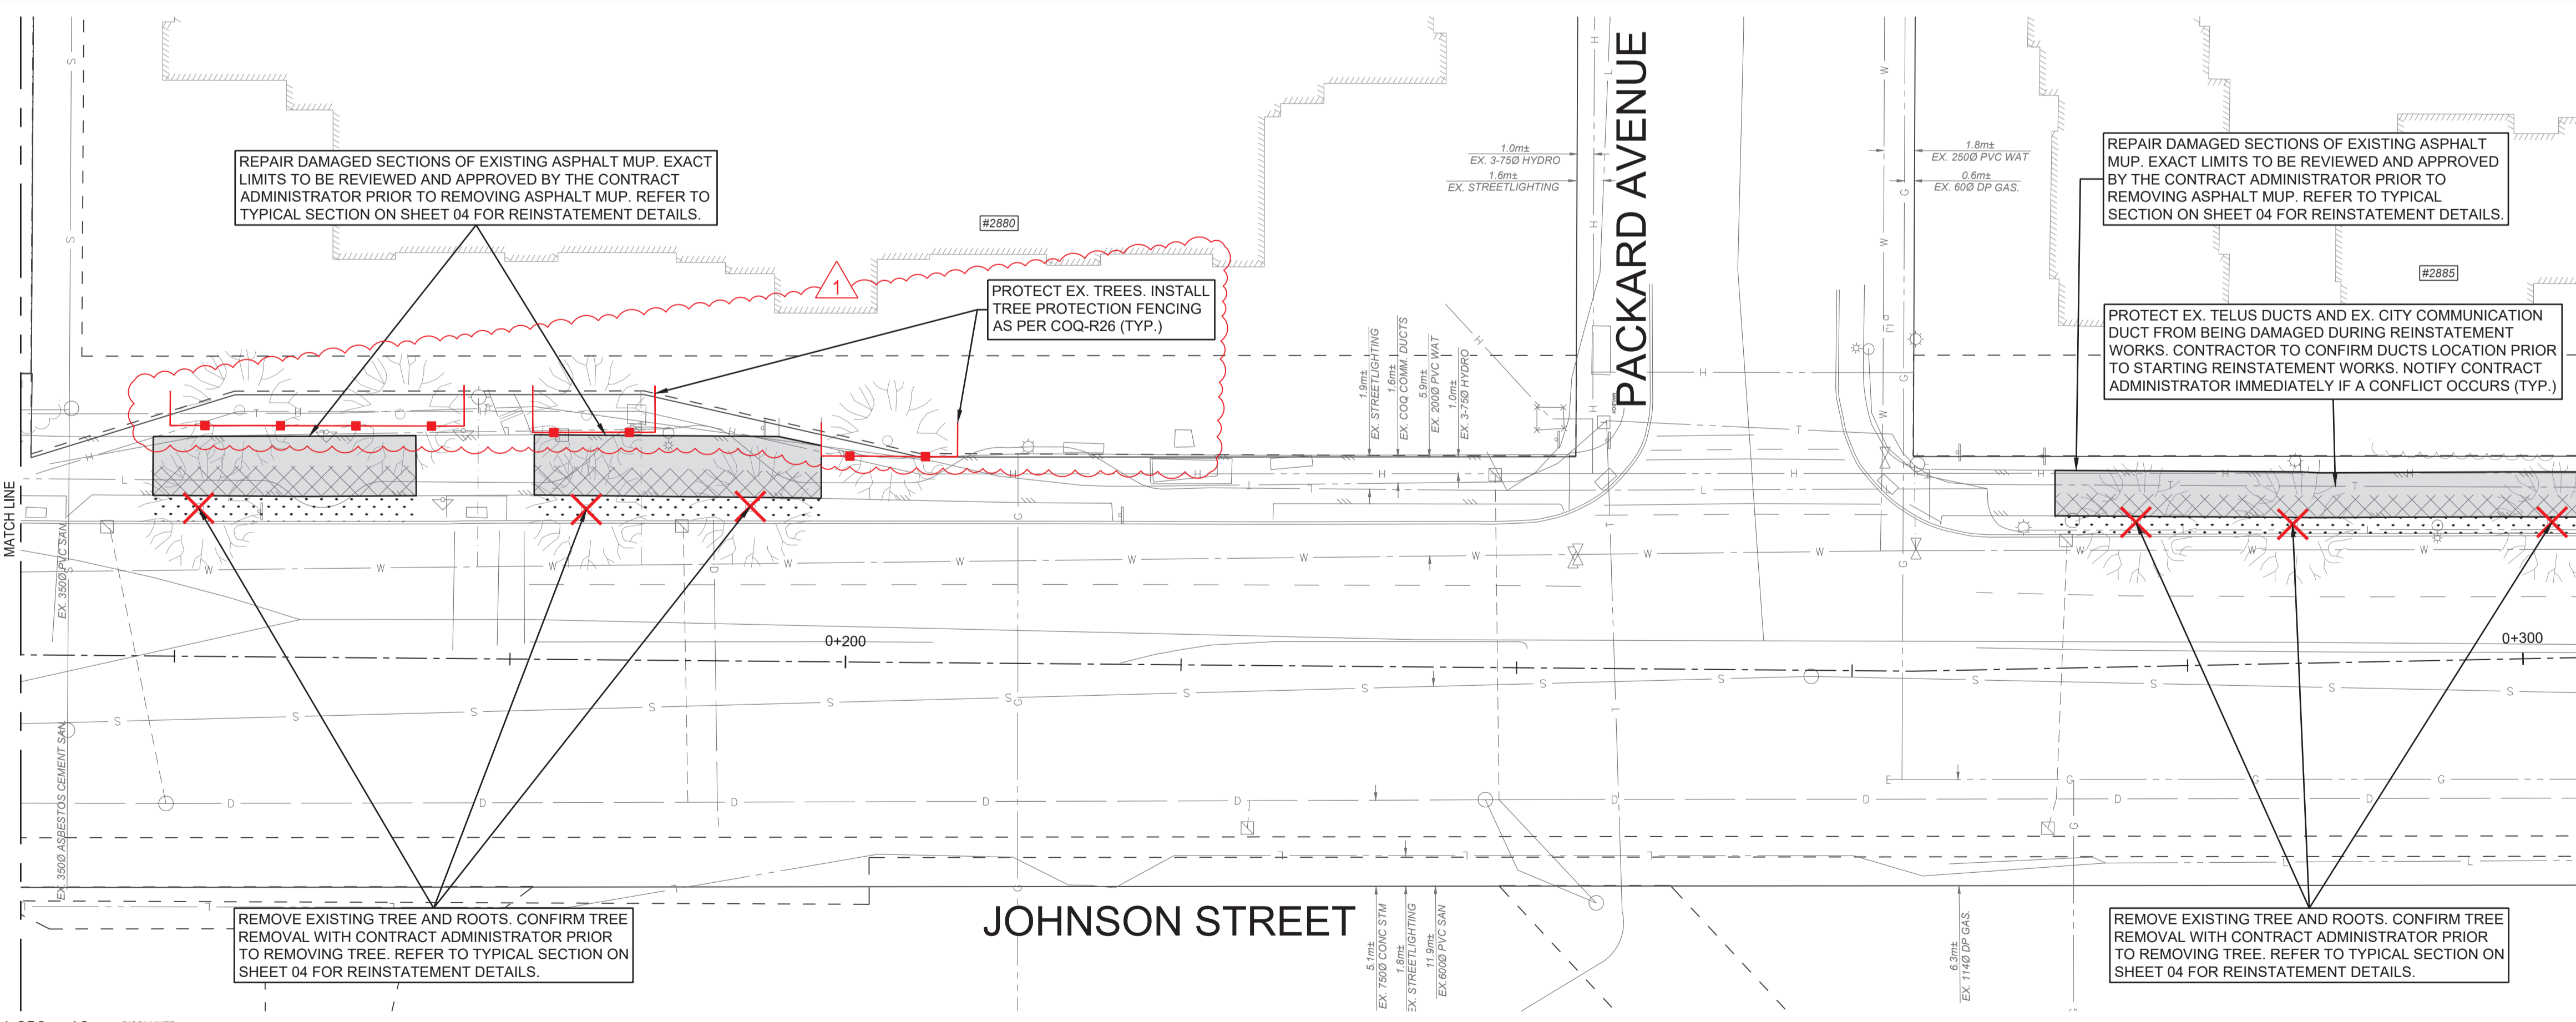 REPAIR DAMAGED SECTIONS OF EXISTING ASPHALT MUP. EXACT
LIMITS TO BE REVIEWED AND APPROVED BY THE CONTRACT
ADMINISTRATOR PRIOR TO REMOVING ASPHALT MUP. REFER TO
TYPICAL SECTION ON SHEET 04 FOR REINSTATEMENT DETAILS.
#2880
1
PROTECT EX. TREES. INSTALL
TREE PROTECTION FENCING
AS PER COQ-R26 (TYP.)
1.0m±
EX. 3-75Ø HYDRO
1.6m±
EX. STREETLIGHTING
PACKARD AVENUE
1.8m±
EX. 250Ø PVC WAT
0.6m±
EX. 60Ø DP GAS.
REPAIR DAMAGED SECTIONS OF EXISTING ASPHALT
MUP. EXACT LIMITS TO BE REVIEWED AND APPROVED
BY THE CONTRACT ADMINISTRATOR PRIOR TO
REMOVING ASPHALT MUP. REFER TO TYPICAL
SECTION ON SHEET 04 FOR REINSTATEMENT DETAILS.
#2885
PROTECT EX. TELUS DUCTS AND EX. CITY COMMUNICATION
DUCT FROM BEING DAMAGED DURING REINSTATEMENT
WORKS. CONTRACTOR TO CONFIRM DUCTS LOCATION PRIOR
TO STARTING REINSTATEMENT WORKS. NOTIFY CONTRACT
ADMINISTRATOR IMMEDIATELY IF A CONFLICT OCCURS (TYP.)
1.9m±
EX. STREETLIGHTING
1.6m±
EX. COQ COMM. DUCTS
5.9m±
EX. 200Ø PVC WAT
1.0m±
EX. 3-75Ø HYDRO
MATCH LINE
EX. 350Ø PVC SAN.
EX. 350Ø ASBESTOS CEMENT SAN.
0+200
0+300
REMOVE EXISTING TREE AND ROOTS. CONFIRM TREE
REMOVAL WITH CONTRACT ADMINISTRATOR PRIOR
TO REMOVING TREE. REFER TO TYPICAL SECTION ON
SHEET 04 FOR REINSTATEMENT DETAILS.
JOHNSON STREET
5.1m±
EX. 750Ø CONC STM
1.8m±
EX. STREETLIGHTING
11.9m±
EX.600Ø PVC SAN
6.3m±
EX. 114Ø DP GAS.
REMOVE EXISTING TREE AND ROOTS. CONFIRM TREE
REMOVAL WITH CONTRACT ADMINISTRATOR PRIOR
TO REMOVING TREE. REFER TO TYPICAL SECTION ON
SHEET 04 FOR REINSTATEMENT DETAILS.